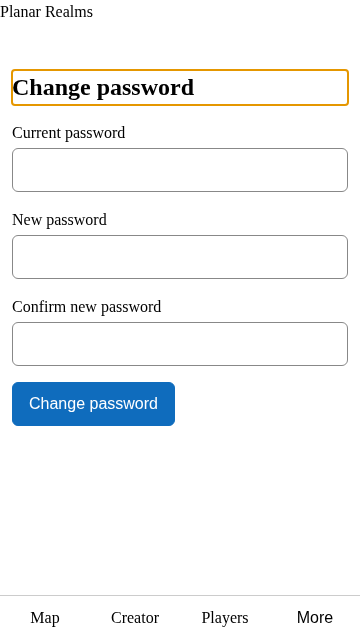 Planar Realms
Change password
Current password
New password
Confirm new password
Change password
Map Creator Players More